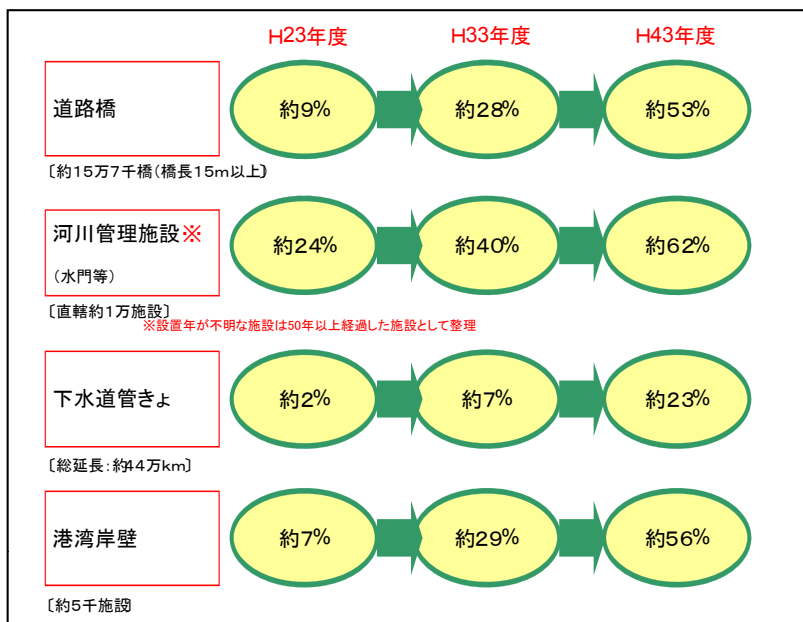 H23年度 H33年度 H43年度
道路橋 約9% 約28% 約53%
〔約15万7千橋(橋長15m以上)〕
河川管理施設※ 約24% 約40% 約62%
(水門等)
〔直轄約1万施設〕
※設置年が不明な施設は50年以上経過した施設として整理
下水道管きょ 約2% 約7% 約23%
〔総延長:約44万km〕
港湾岸壁 約7% 約29% 約56%
〔約5千施設〕